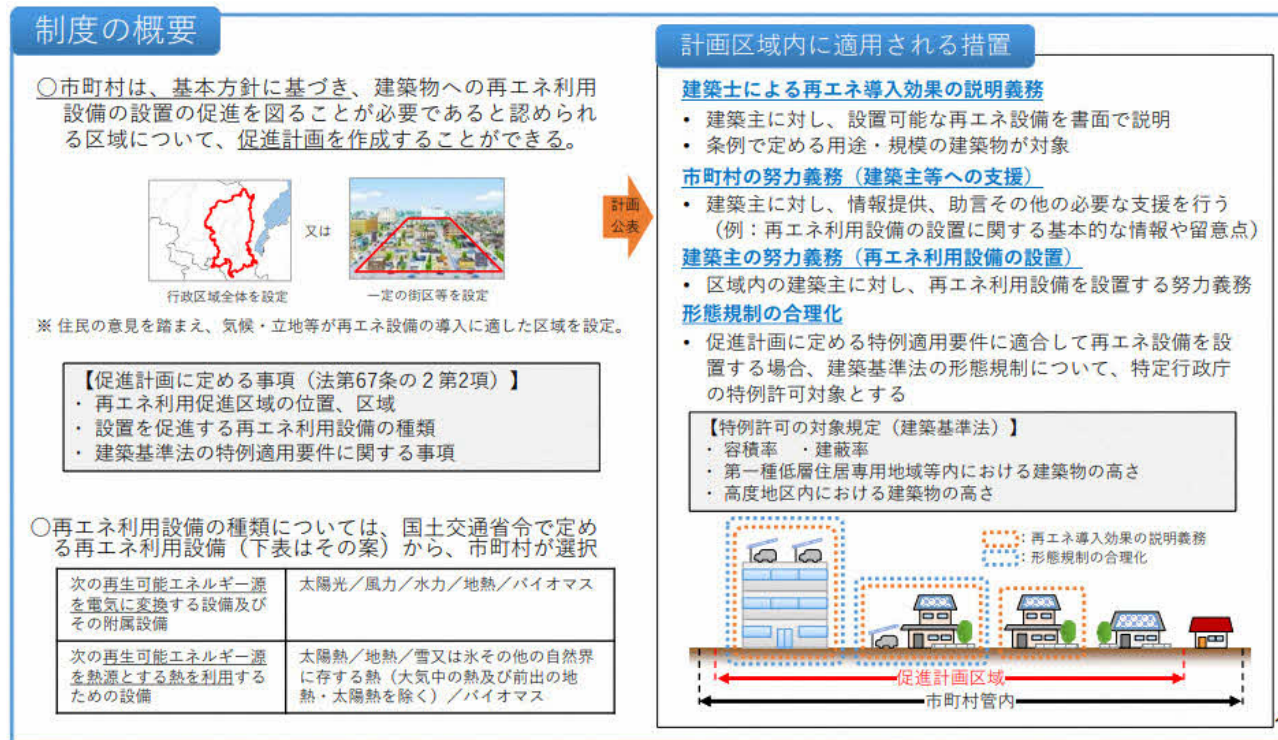 制度の概要
○市町村は、基本方針に基づき、建築物への再エネ利用
設備の設置の促進を図ることが必要であると認められ
る区域について、促進計画を作成することができる。
又は
行政区域全体を設定
一定の街区等を設定
※ 住民の意見を踏まえ、気候・立地等が再エネ設備の導入に適した区域を設定。
【促進計画に定める事項（法第67条の２第2項）】
・ 再エネ利用促進区域の位置、区域
・ 設置を促進する再エネ利用設備の種類
・ 建築基準法の特例適用要件に関する事項
○再エネ利用設備の種類については、国土交通省令で定め
る再エネ利用設備（下表はその案）から、市町村が選択
次の再生可能エネルギー源
を電気に変換する設備及び
その附属設備
太陽光／風力／水力／地熱／バイオマス
次の再生可能エネルギー源
を熱源とする熱を利用する
ための設備
太陽熱／地熱／雪又は氷その他の自然界
に存する熱（大気中の熱及び前出の地
熱・太陽熱を除く）／バイオマス
計画
公表
計画区域内に適用される措置
建築士による再エネ導入効果の説明義務
• 建築主に対し、設置可能な再エネ設備を書面で説明
• 条例で定める用途・規模の建築物が対象
市町村の努力義務（建築主等への支援）
• 建築主に対し、情報提供、助言その他の必要な支援を行う
（例：再エネ利用設備の設置に関する基本的な情報や留意点）
建築主の努力義務（再エネ利用設備の設置）
• 区域内の建築主に対し、再エネ利用設備を設置する努力義務
形態規制の合理化
• 促進計画に定める特例適用要件に適合して再エネ設備を設
置する場合、建築基準法の形態規制について、特定行政庁
の特例許可対象とする
【特例許可の対象規定（建築基準法）】
・ 容積率 ・建蔽率
・ 第一種低層住居専用地域等内における建築物の高さ
・ 高度地区内における建築物の高さ
：再エネ導入効果の説明義務
：形態規制の合理化
促進計画区域
市町村管内